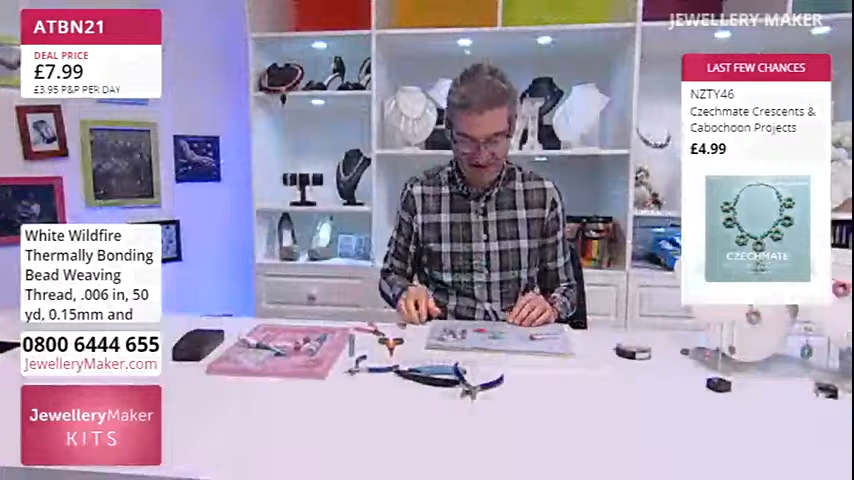 ATBN21
DEAL PRICE
£7.99
£3.95 P&P PER DAY
White Wildfire
Thermally Bonding
Bead Weaving
Thread, .006 in, 50
yd, 0.15mm and
0800 6444 655
JewelleryMaker.com
JewelleryMaker
KITS
JEWELLERY MAKER
LAST FEW CHANCES
NZTY46
Czechmate Crescents &
Cabochoon Projects
£4.99
CZECHMATE